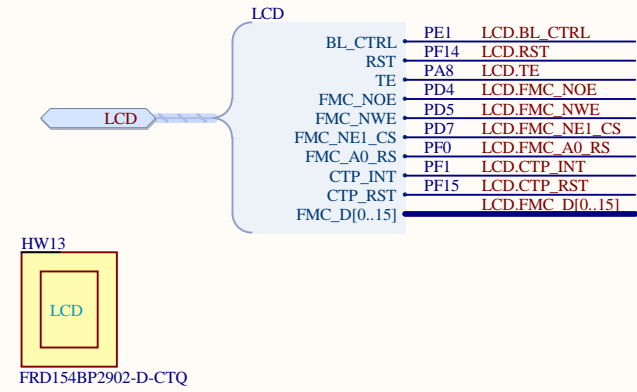 LCD
BL_CTRL PE1 LCD.BL_CTRL
RST PF14 LCD.RST
TE PA8 LCD.TE
FMC_NOE PD4 LCD.FMC_NOE
FMC_NWE PD5 LCD.FMC_NWE
LCD
FMC_NE1_CS PD7 LCD.FMC_NE1_CS
FMC_A0_RS PF0 LCD.FMC_A0_RS
CTP_INT PF1 LCD.CTP_INT
CTP_RST PF15 LCD.CTP_RST
FMC_D[0..15] LCD.FMC_D[0..15]
HW13
LCD
FRD154BP2902-D-CTQ